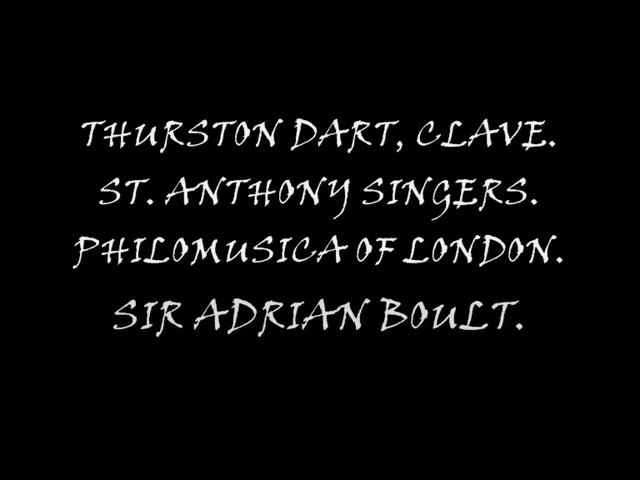 THURSTON DART, CLAVE.
ST. ANTHONY SINGERS.
PHILOMUSICA OF LONDON.
SIR ADRIAN BOULT.